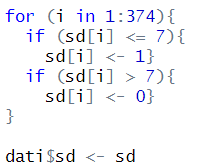 for (i in 1:374){
  if (sd[i] <= 7){
    sd[i] <- 1}
  if (sd[i] > 7){
    sd[i] <- 0}
}

dati$sd <- sd